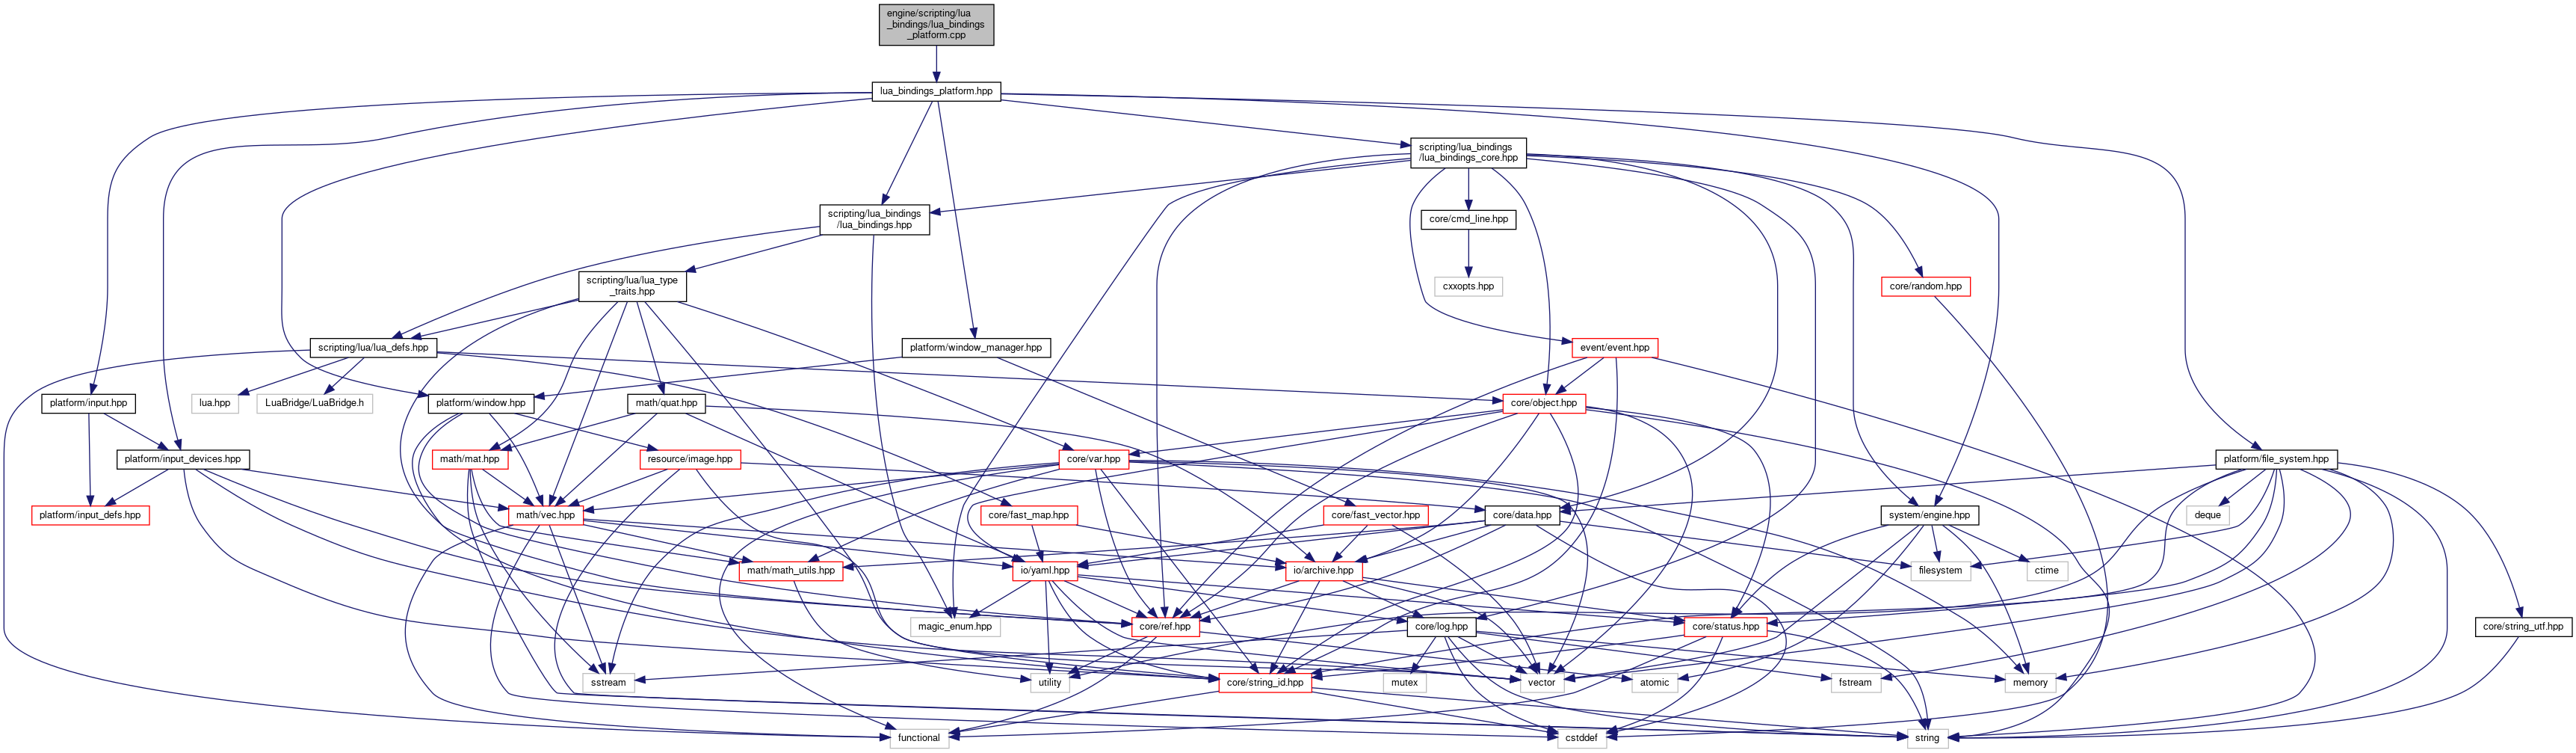 engine/scripting/lua
_bindings/lua_bindings
_platform.cpp
lua_bindings_platform.hpp
scripting/lua_bindings
/lua_bindings_core.hpp
scripting/lua_bindings
/lua_bindings.hpp
core/cmd_line.hpp
scripting/lua/lua_type
_traits.hpp
cxxopts.hpp
core/random.hpp
scripting/lua/lua_defs.hpp
platform/window_manager.hpp
event/event.hpp
platform/input.hpp
lua.hpp
LuaBridge/LuaBridge.h
platform/window.hpp
math/quat.hpp
core/object.hpp
platform/input_devices.hpp
math/mat.hpp
resource/image.hpp
core/var.hpp
platform/file_system.hpp
platform/input_defs.hpp
math/vec.hpp
core/fast_map.hpp
core/fast_vector.hpp
core/data.hpp
system/engine.hpp
deque
math/math_utils.hpp
io/yaml.hpp
io/archive.hpp
filesystem
ctime
magic_enum.hpp
core/ref.hpp
core/log.hpp
core/status.hpp
core/string_utf.hpp
sstream
utility
core/string_id.hpp
mutex
vector
atomic
fstream
memory
functional
cstddef
string